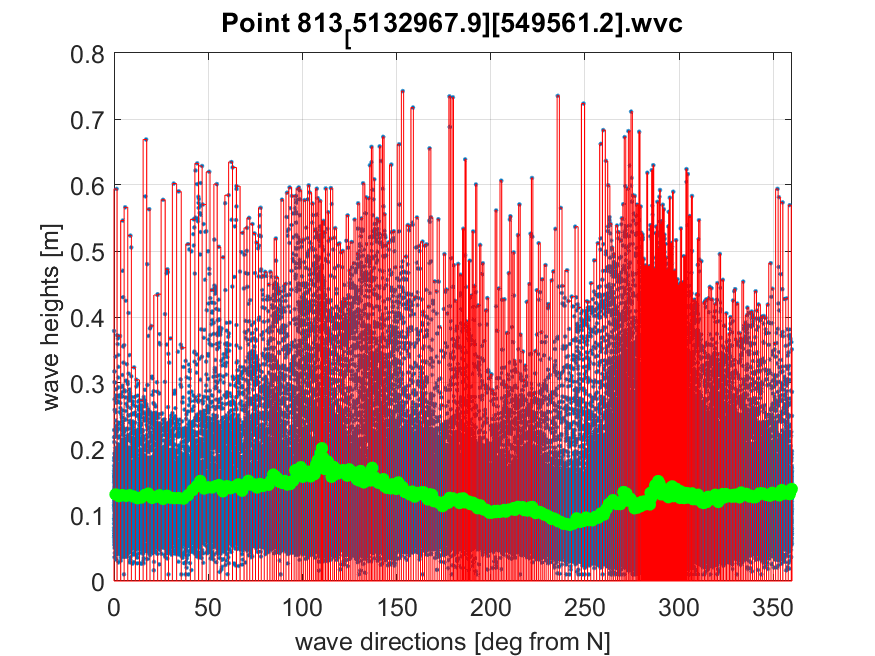 Point 813[5132967.9][549561.2].wvc
wave heights [m]
0.8
0.7
0.6
0.5
0.4
0.3
0.2
0.1
0
0 50 100 150 200 250 300 350
wave directions [deg from N]